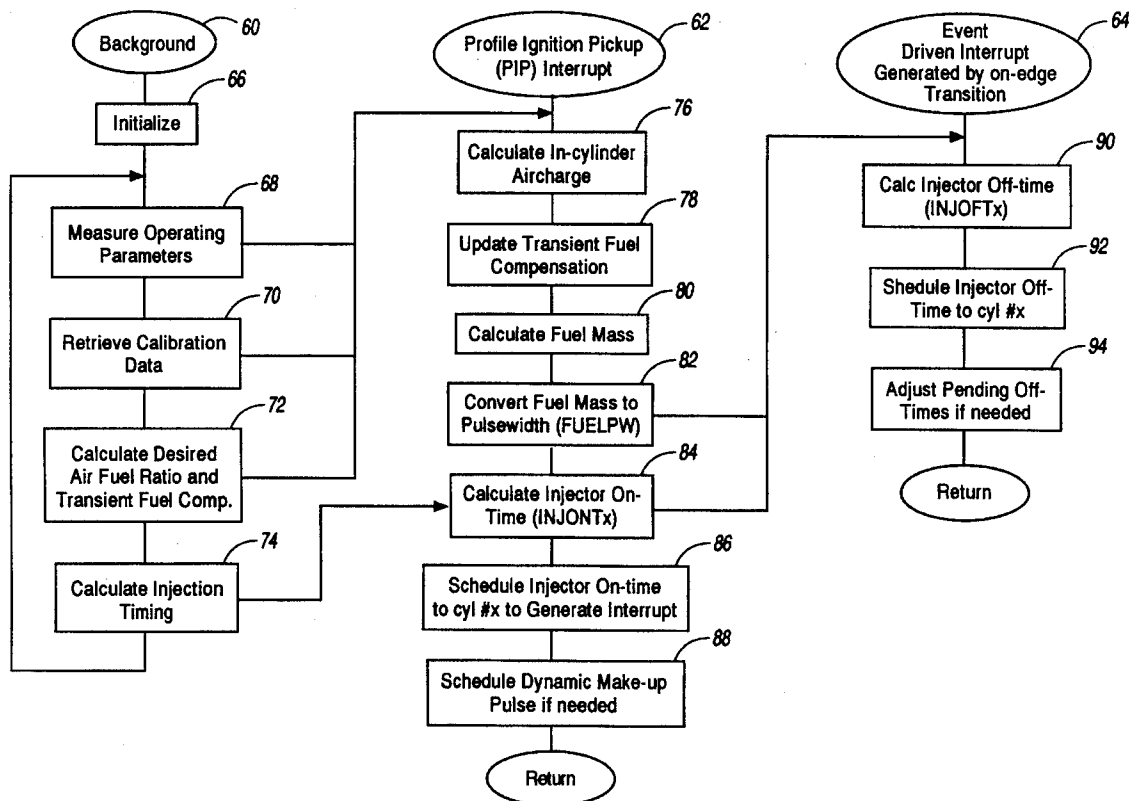 60
Background
66
Initialize
68
Measure Operating
Parameters
70
Retrieve Calibration
Data
72
Calculate Desired
Air Fuel Ratio and
Transient Fuel Comp.
74
Calculate Injection
Timing
62
Profile Ignition Pickup
(PIP) Interrupt
76
Calculate In-cylinder
Aircharge
78
Update Transient Fuel
Compensation
80
Calculate Fuel Mass
82
Convert Fuel Mass to
Pulsewidth (FUELPW)
84
Calculate Injector On-
Time (INJONTx)
86
Schedule Injector On-time
to cyl #x to Generate Interrupt
88
Schedule Dynamic Make-up
Pulse if needed
Return
64
Event
Driven Interrupt
Generated by on-edge
Transition
90
Calc Injector Off-time
(INJOFTx)
92
Shedule Injector Off-
Time to cyl #x
94
Adjust Pending Off-
Times if needed
Return